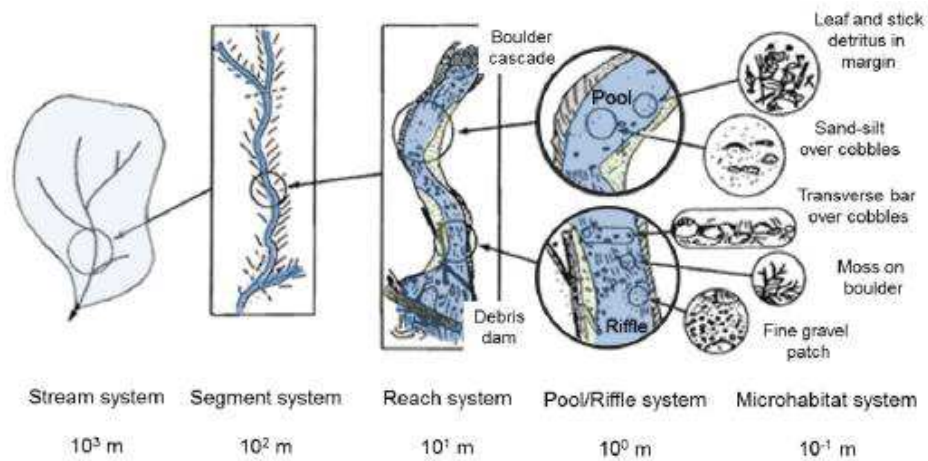 Boulder
cascade
Pool
Leaf and stick
detritus in
margin
Sand-silt
over cobbles
Transverse bar
over cobbles
Moss on
boulder
Debris
dam
Riffle
Fine gravel
patch
Stream system
Segment system
Reach system
Pool/Riffle system
Microhabitat system
10³ m
10² m
10¹ m
10⁰ m
10⁻¹ m